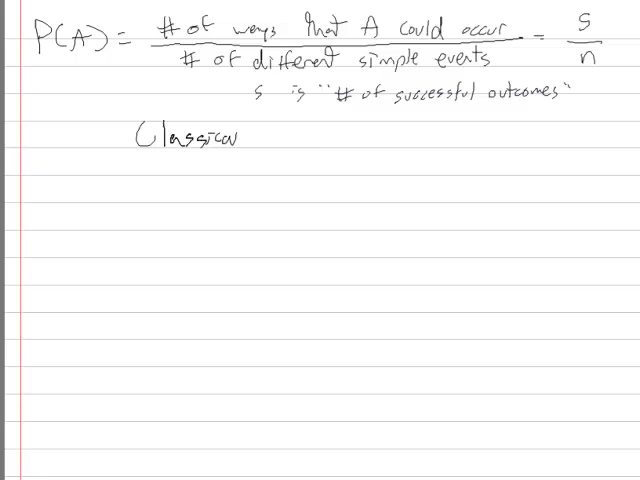 P(A) = # of ways that A could occur / # of different simple events = s / n
s is "# of successful outcomes"
Classical